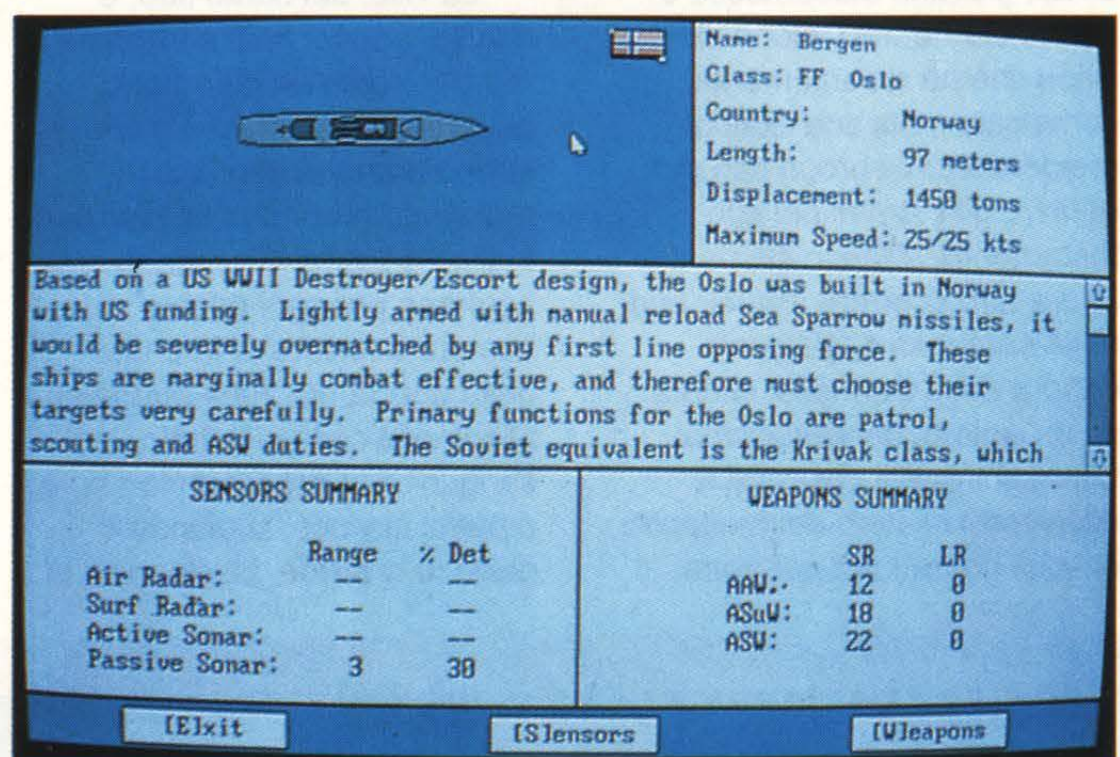 Name: Bergen
Class: FF Oslo
Country: Norway
Length: 97 meters
Displacement: 1450 tons
Maximum Speed: 25/25 kts
Based on a US WWII Destroyer/Escort design, the Oslo was built in Norway
with US funding. Lightly armed with manual reload Sea Sparrow missiles, it
would be severely overmatched by any first line opposing force. These
ships are marginally combat effective, and therefore must choose their
targets very carefully. Primary functions for the Oslo are patrol,
scouting and ASW duties. The Soviet equivalent is the Krivak class, which
SENSORS SUMMARY
Range % Det
Air Radar: -- --
Surf Radar: -- --
Active Sonar: -- --
Passive Sonar: 3 30
WEAPONS SUMMARY
SR LR
AAW: 12 0
ASuW: 18 0
ASW: 22 0
[E]xit
[S]ensors
[W]eapons